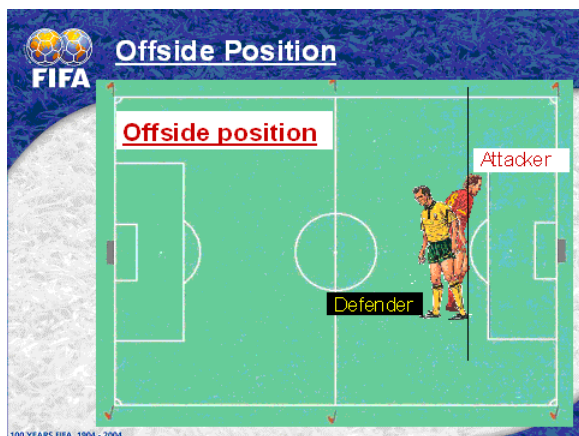 Offside Position
FIFA
Offside position
Attacker
Defender
100 YEARS FIFA 1904 - 2004